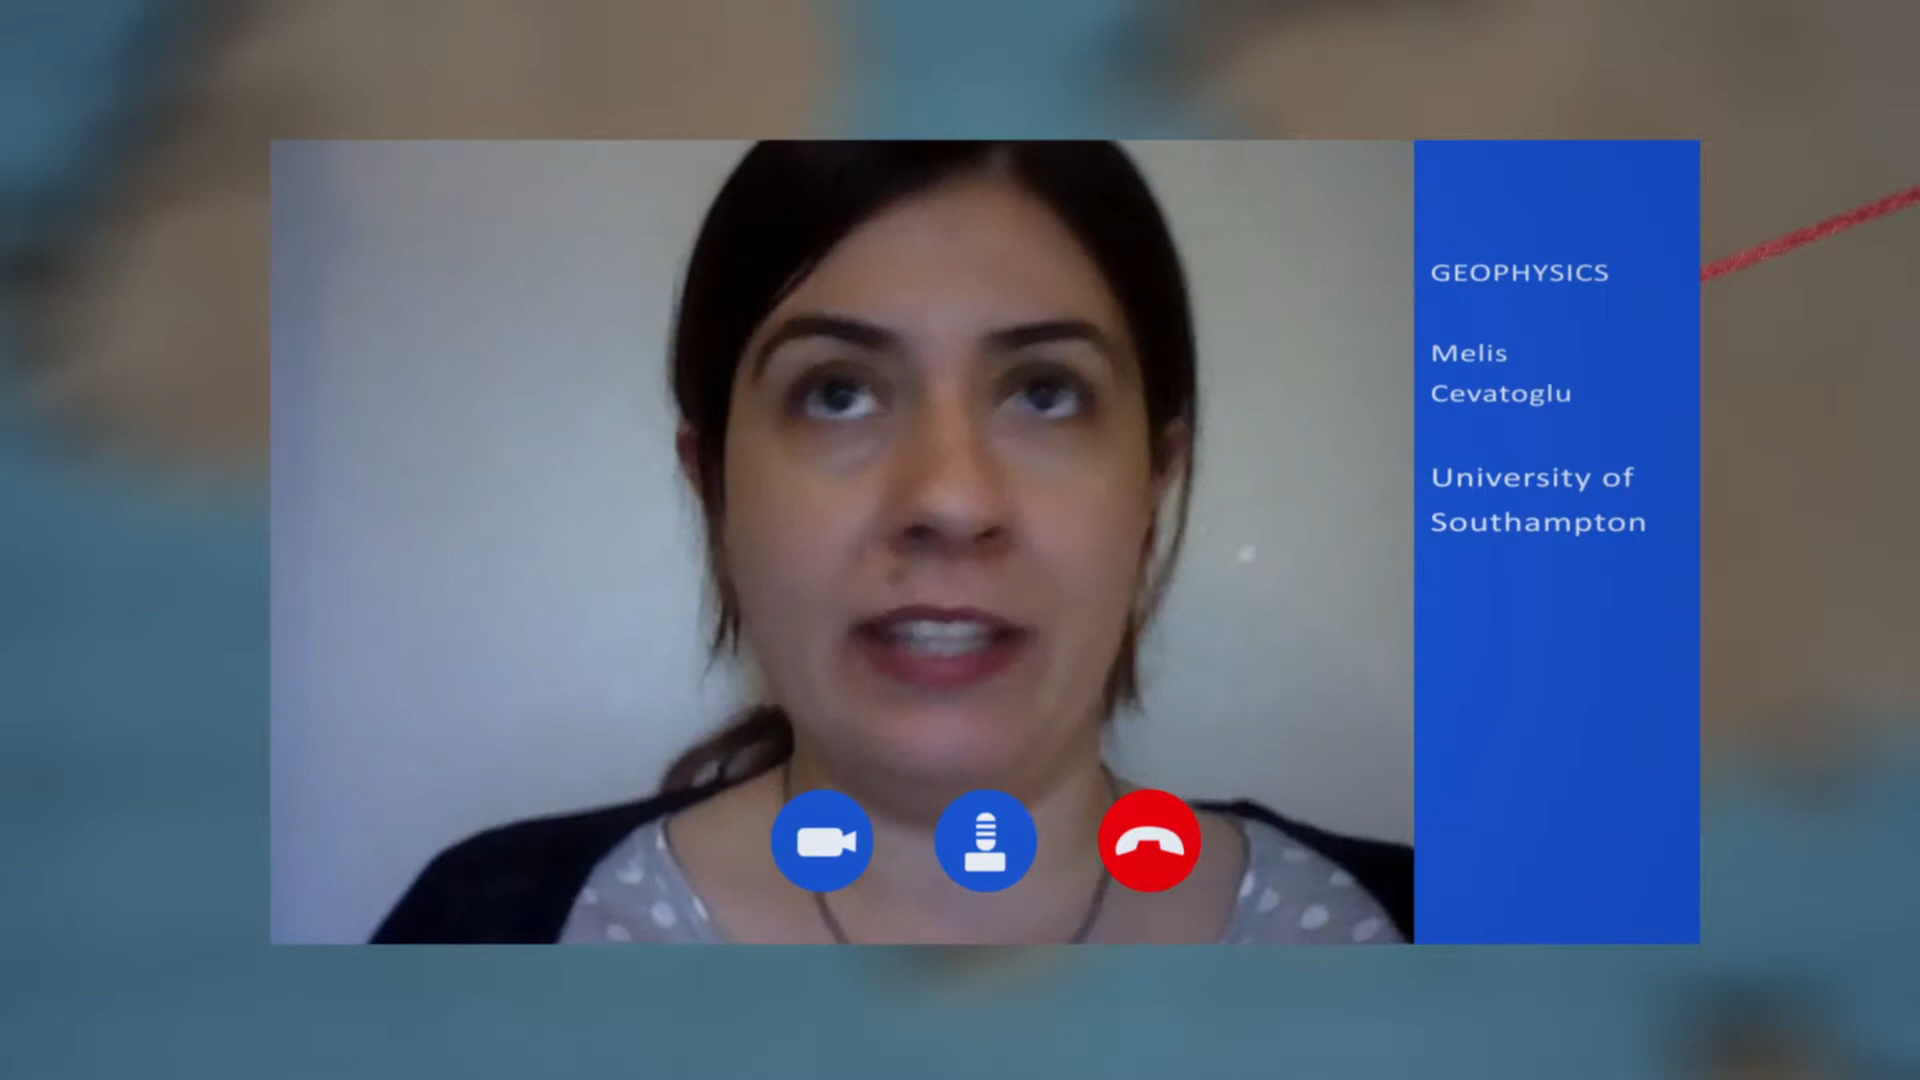 GEOPHYSICS
Melis
Cevatoglu
University of
Southampton